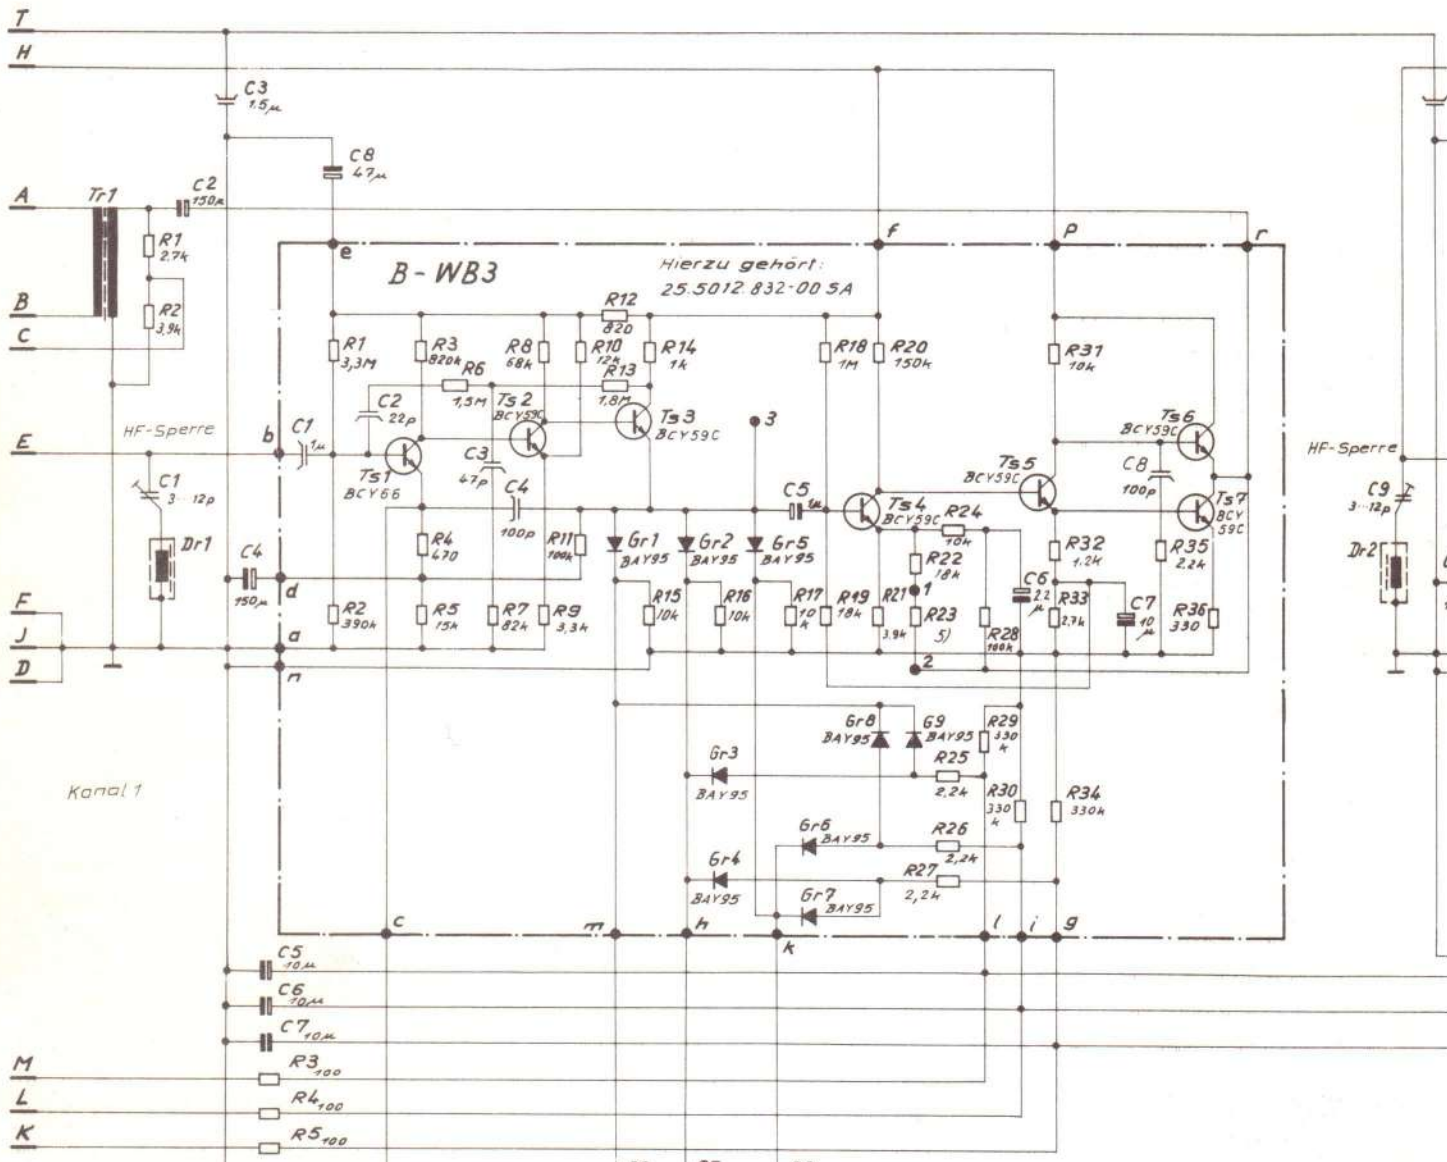 T
H
C3
1,5µ
C8
47µ
A
Tr1
C2
150µ
R1
2.7k
B
R2
3,9k
C
e
f
p
r
B-WB3
Hierzu gehört:
25.5012.832-00 5A
R12
820
R1
3,3M
R3
820k
R8
68k
R10
12k
R14
1k
R18
1M
R20
150k
R31
10k
R6
1,5M
R13
1,8M
C2
22p
Ts2
BCY59C
Ts3
BCY59C
3
Ts6
BCY59C
HF-Sperre
E
b
C1
1µ
Ts1
BCY66
C3
47p
C4
100p
C5
1µ
Ts4
BCY59C
Ts5
BCY59C
C8
100p
Ts7
BCY
59C
HF-Sperre
C1
3...12p
C9
3...12p
Dr1
Dr2
C4
150µ
d
R4
470
R11
100k
Gr1
BAY95
Gr2
BAY95
Gr5
BAY95
R24
10k
R22
18k
R32
1.2k
R35
2.2k
C6
2.2
µ
1
F
J
D
a
n
R2
390k
R5
15k
R7
82k
R9
3,3k
R15
10k
R16
10k
R17
10
k
R19
18k
R21
3.9k
R23
5)
R28
100k
R33
2.7k
C7
10
µ
R36
330
2
Gr8
BAY95
G9
BAY95
R29
330
k
Gr3
BAY95
R25
2,2k
R30
330
k
R34
330k
Kanal 1
Gr6
BAY95
R26
2,2k
Gr4
BAY95
R27
2,2k
Gr7
BAY95
c
m
h
k
l
i
g
C5
10µ
C6
10µ
C7
10µ
M
R3
100
L
R4
100
K
R5
100